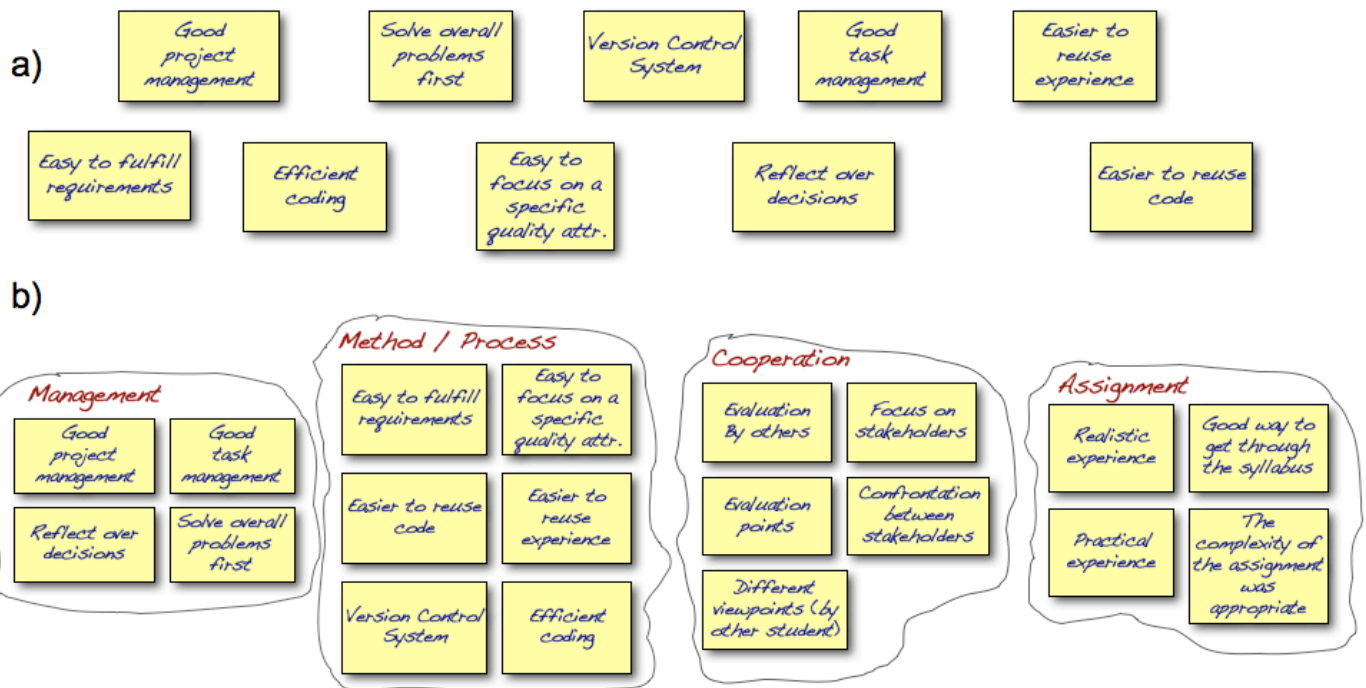 a)
Good
project
management
Solve overall
problems
first
Version Control
System
Good
task
management
Easier to
reuse
experience
Easy to fulfill
requirements
Efficient
coding
Easy to
focus on a
specific
quality attr.
Reflect over
decisions
Easier to reuse
code
b)
Management
Good
project
management
Good
task
management
Reflect over
decisions
Solve overall
problems
first
Method / Process
Easy to fulfill
requirements
Easy to
focus on a
specific
quality attr.
Easier to reuse
code
Easier to
reuse
experience
Version Control
System
Efficient
coding
Cooperation
Evaluation
By others
Focus on
stakeholders
Evaluation
points
Confrontation
between
stakeholders
Different
viewpoints (by
other student)
Assignment
Realistic
experience
Good way to
get through
the syllabus
Practical
experience
The
complexity of
the assignment
was
appropriate